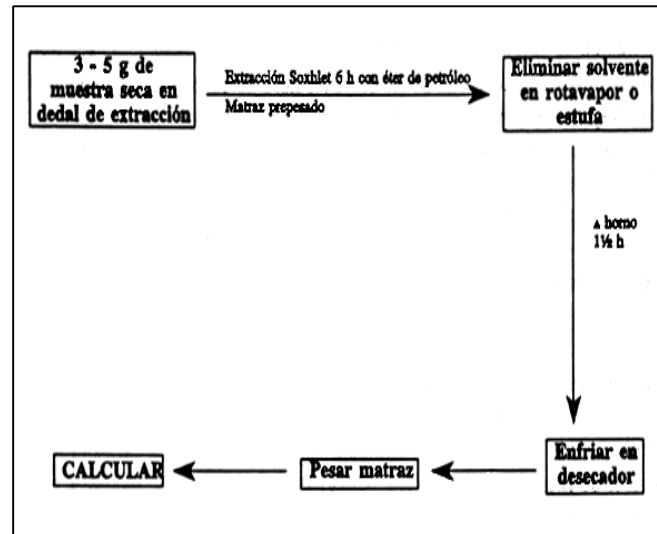 3 - 5 g de
muestra seca en
dedal de extracción
Extracción Soxhlet 6 h con éter de petróleo
Matraz prepesado
Eliminar solvente
en rotavapor o
estufa
▲ horno
1½ h
Enfriar en
desecador
Pesar matraz
CALCULAR